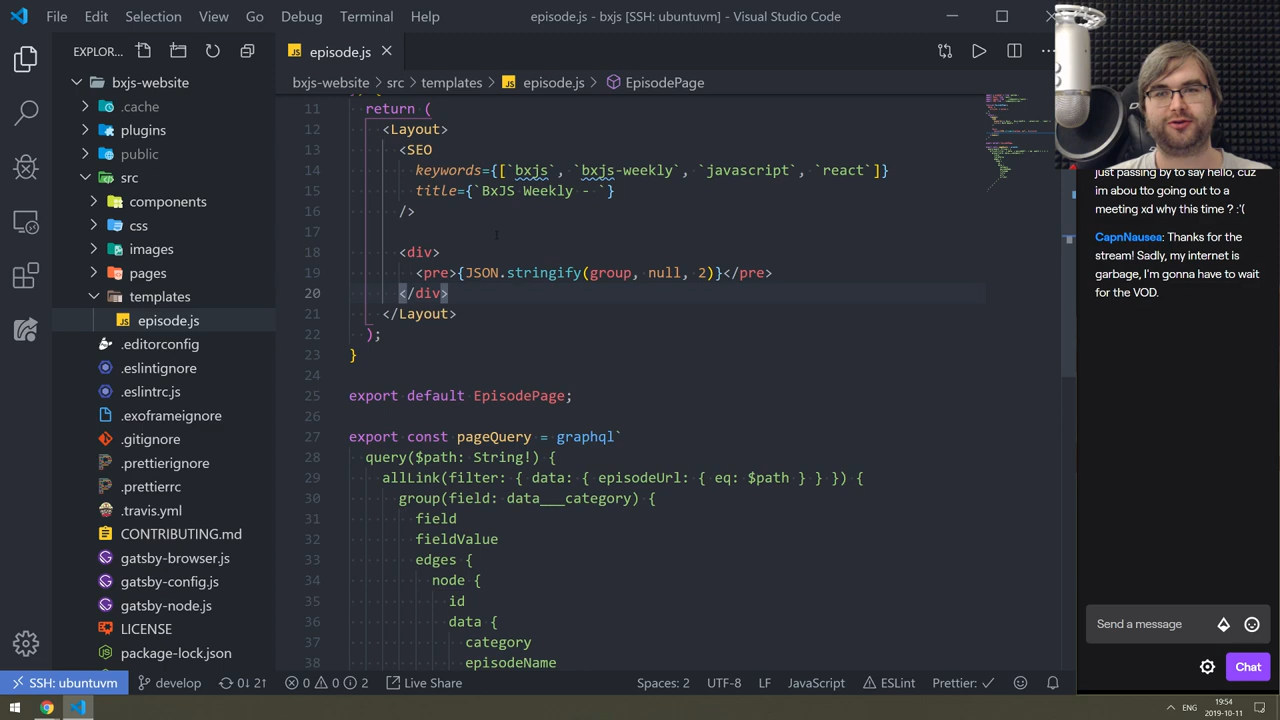 File Edit Selection View Go Debug Terminal Help
episode.js - bxjs [SSH: ubuntuvm] - Visual Studio Code
EXPLOR...
bxjs-website
.cache
plugins
public
src
components
css
images
pages
templates
episode.js
.editorconfig
.eslintignore
.eslintrc.js
.exoframeignore
.gitignore
.prettierignore
.prettierrc
.travis.yml
CONTRIBUTING.md
gatsby-browser.js
gatsby-config.js
gatsby-node.js
LICENSE
package-lock.json
JS episode.js
bxjs-website > src > templates > JS episode.js > EpisodePage
11 return (
12 <Layout>
13 <SEO
14 keywords={[`bxjs`, `bxjs-weekly`, `javascript`, `react`]}
15 title={`BxJS Weekly - `}
16 />
17
18 <div>
19 <pre>{JSON.stringify(group, null, 2)}</pre>
20 </div>
21 </Layout>
22 );
23 }
24
25 export default EpisodePage;
26
27 export const pageQuery = graphql`
28 query($path: String!) {
29 allLink(filter: { data: { episodeUrl: { eq: $path } } }) {
30 group(field: data___category) {
31 field
32 fieldValue
33 edges {
34 node {
35 id
36 data {
37 category
38 episodeName
just passing by to say hello, cuz
im abou tto going out to a
meeting xd why this time ? :'(
CapnNausea: Thanks for the
stream! Sadly, my internet is
garbage, I'm gonna have to wait
for the VOD.
Send a message
Chat
SSH: ubuntuvm develop 0↓ 21↑ 0 0 2 Live Share Spaces: 2 UTF-8 LF JavaScript ESLint Prettier: ✓
ENG
19:54
2019-10-11